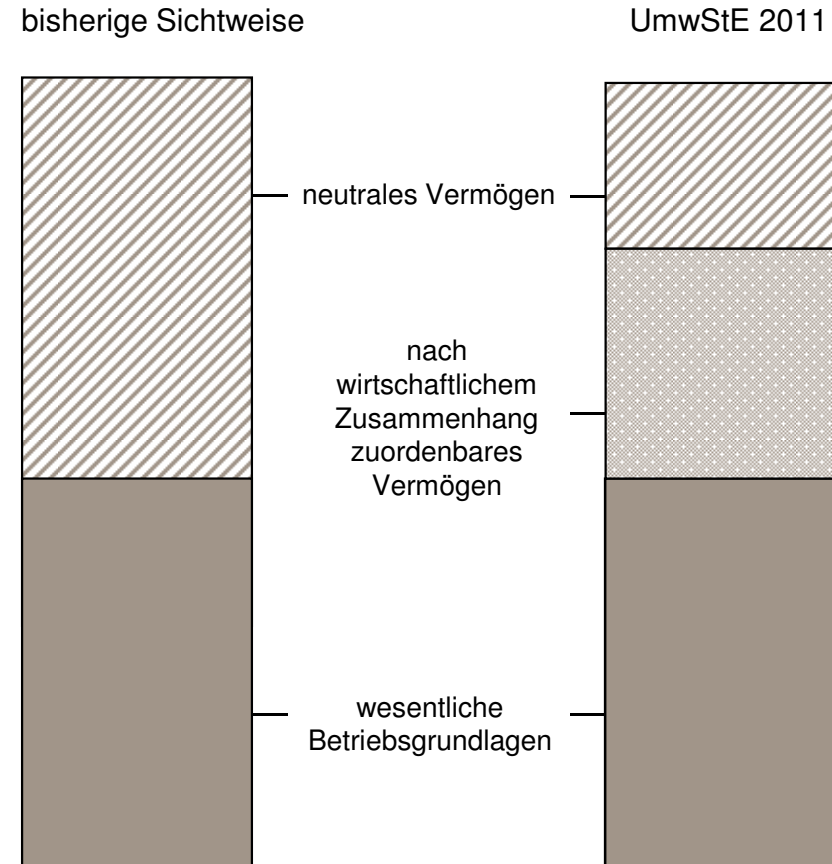 bisherige Sichtweise
UmwStE 2011
neutrales Vermögen
nach
wirtschaftlichem
Zusammenhang
zuordenbares
Vermögen
wesentliche
Betriebsgrundlagen